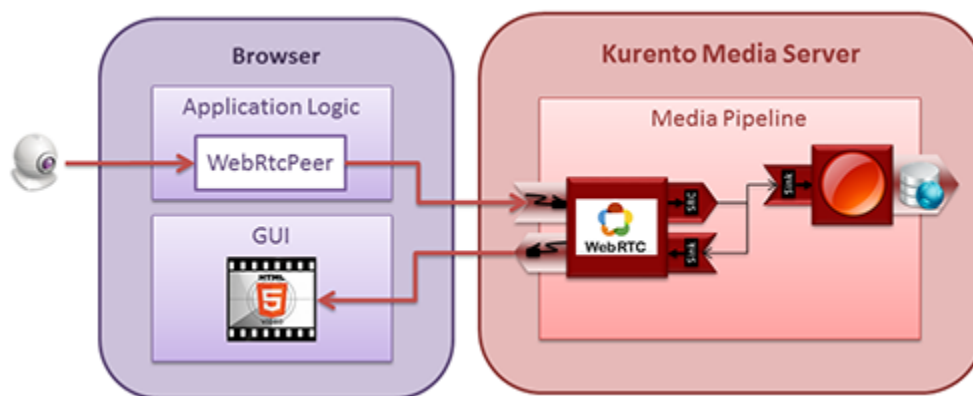 Browser
Application Logic
WebRtcPeer
GUI
HTML
5
Kurento Media Server
Media Pipeline
SRC
Sink
WebRTC
Sink